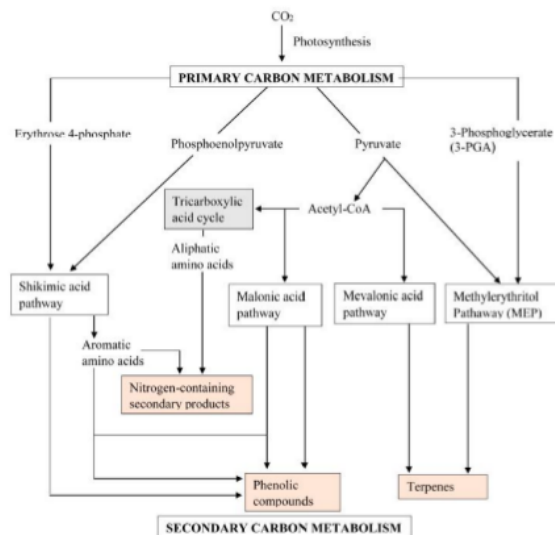 CO₂
Photosynthesis
PRIMARY CARBON METABOLISM
Erythrose 4-phosphate
Phosphoenolpyruvate
Pyruvate
3-Phosphoglycerate
(3-PGA)
Tricarboxylic
acid cycle
Acetyl-CoA
Aliphatic
amino acids
Shikimic acid
pathway
Malonic acid
pathway
Mevalonic acid
pathway
Methylerythritol
Pathaway (MEP)
Aromatic
amino acids
Nitrogen-containing
secondary products
Phenolic
compounds
Terpenes
SECONDARY CARBON METABOLISM